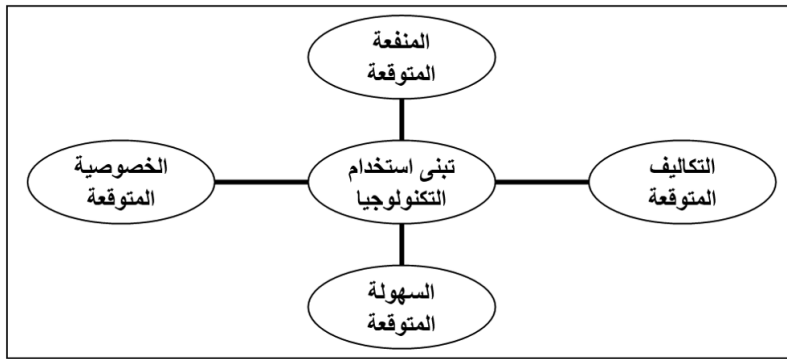 المنفعة
المتوقعة
التكاليف
المتوقعة
تبنى استخدام
التكنولوجيا
الخصوصية
المتوقعة
السهولة
المتوقعة